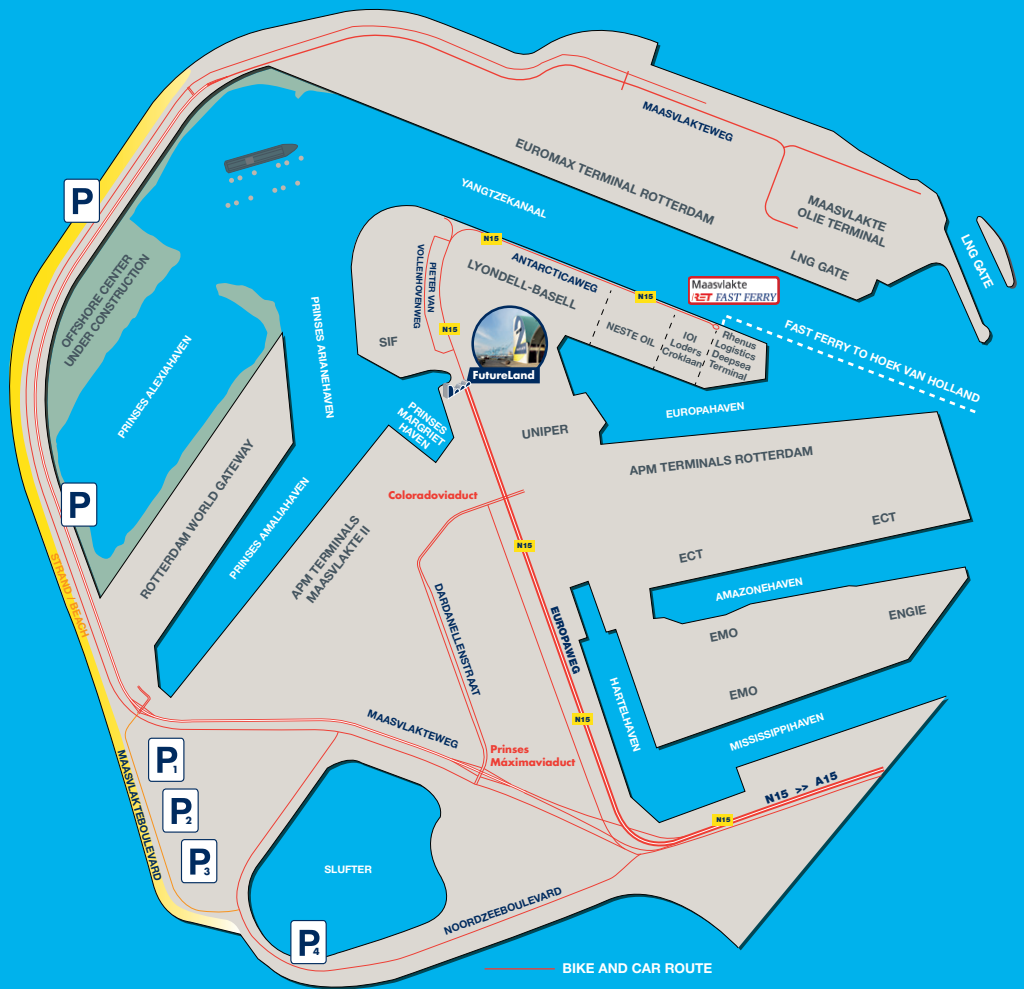 MAASVLAKTEWEG
EUROMAX TERMINAL ROTTERDAM
MAASVLAKTE
OLIE TERMINAL
LNG GATE
LNG GATE
P
YANGTZEKANAAL
N15
ANTARCTICAWEG
N15
Maasvlakte
RET FAST FERRY
FAST FERRY TO HOEK VAN HOLLAND
PIETER VAN
VOLLENHOVENWEG
LYONDELL-BASELL
N15
SIF
NESTE OIL
IOI
Loders
Croklaan
Rhenus
Logistics
Deepsea
Terminal
2
FutureLand
OFFSHORE CENTER
UNDER CONSTRUCTION
PRINSES ALEXIAHAVEN
PRINSES ARIANEHAVEN
PRINSES
MARGRIET
HAVEN
EUROPAHAVEN
UNIPER
APM TERMINALS ROTTERDAM
ECT
ECT
P
ROTTERDAM WORLD GATEWAY
PRINSES AMALIAHAVEN
APM TERMINALS
MAASVLAKTE II
Coloradoviaduct
N15
STRAND / BEACH
DARDANELLENSTRAAT
EUROPAWEG
AMAZONEHAVEN
EMO
ENGIE
EMO
HARTELHAVEN
MISSISSIPPIHAVEN
N15
MAASVLAKTEWEG
Prinses
Máximaviaduct
N15 >> A15
N15
MAASVLAKTEBOULEVARD
P1
P2
P3
SLUFTER
P4
NOORDZEEBOULEVARD
BIKE AND CAR ROUTE